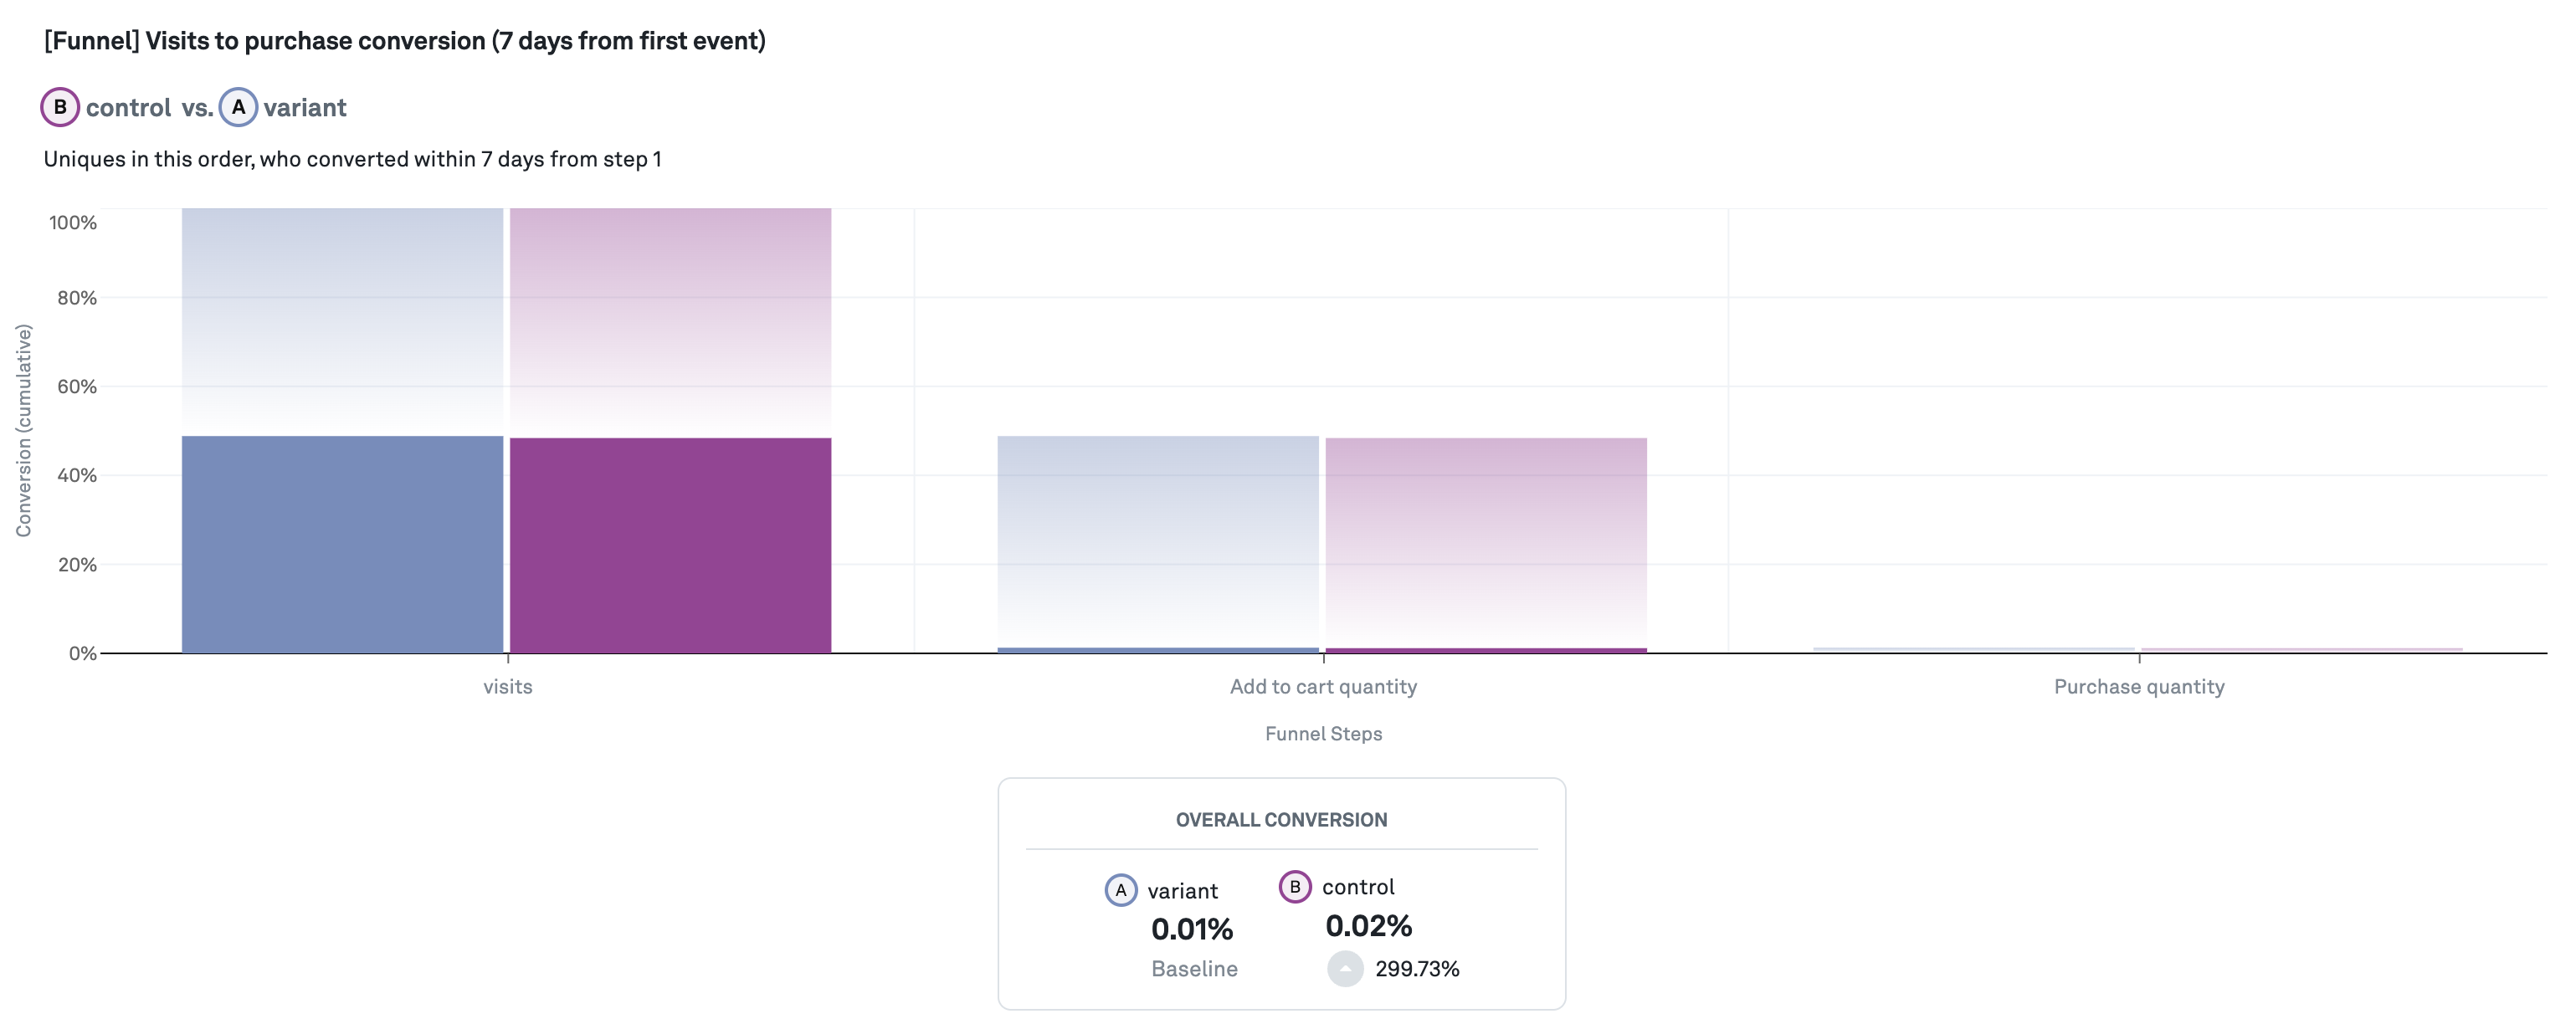 [Funnel] Visits to purchase conversion (7 days from first event)
B control vs. A variant
Uniques in this order, who converted within 7 days from step 1
Conversion (cumulative)
100%
80%
60%
40%
20%
0%
visits
Add to cart quantity
Purchase quantity
Funnel Steps
OVERALL CONVERSION
A variant
0.01%
Baseline
B control
0.02%
299.73%